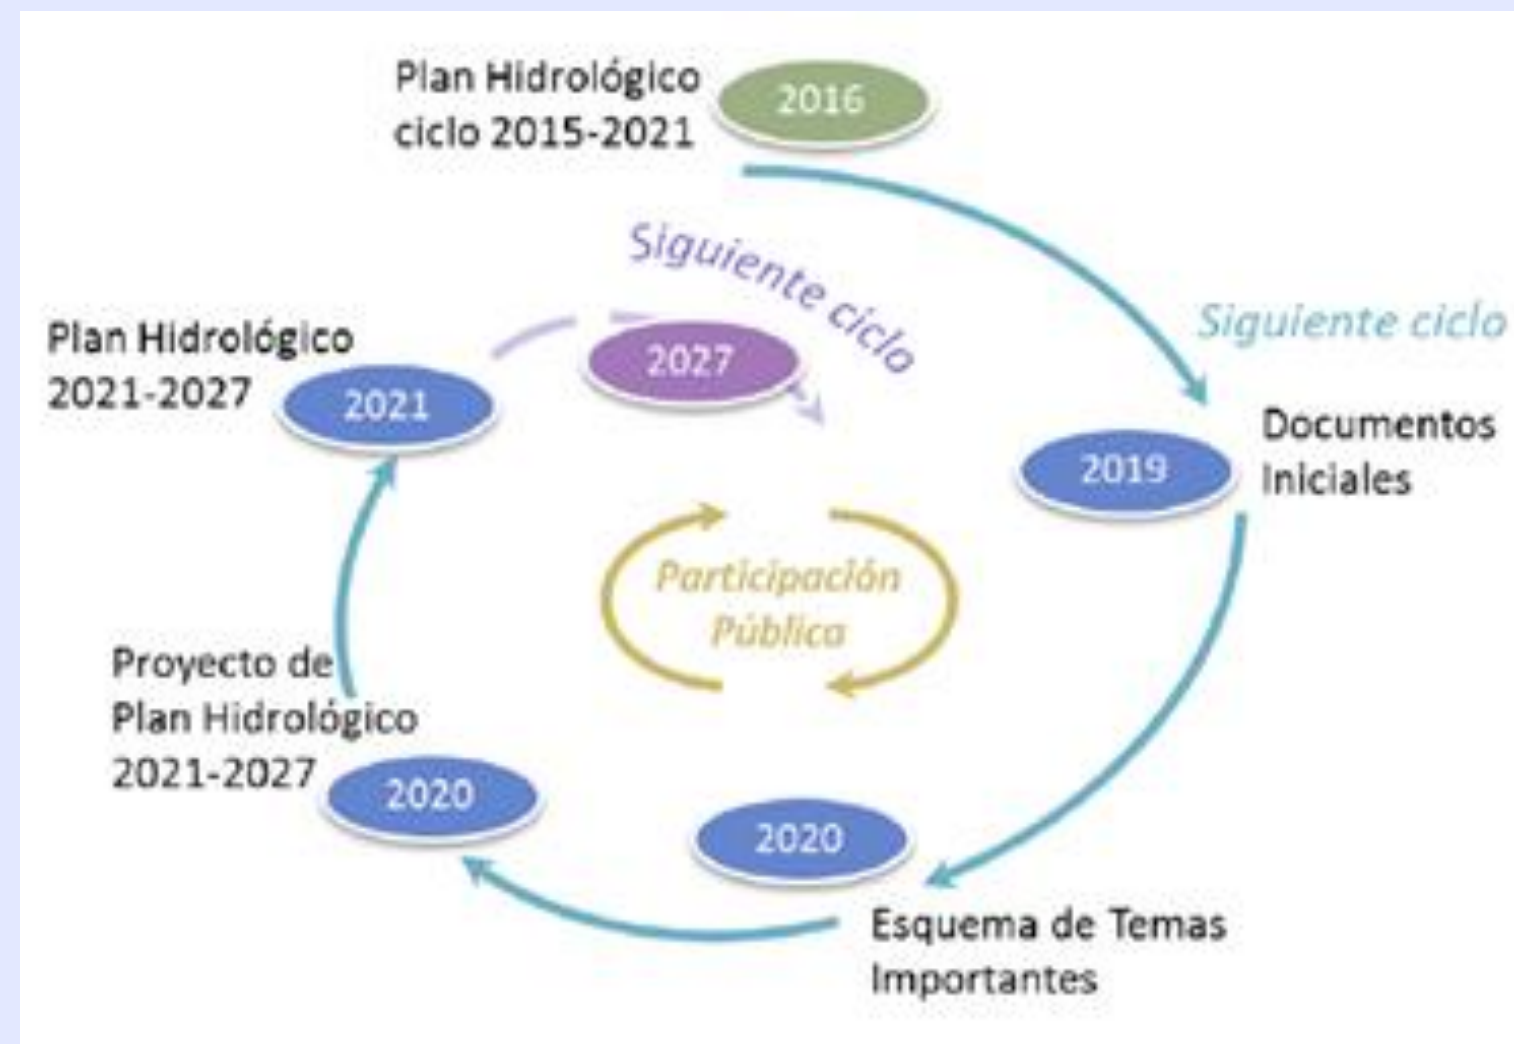 Plan Hidrológico
ciclo 2015-2021
2016
Siguiente ciclo
Siguiente ciclo
Plan Hidrológico
2021-2027
2021
2027
2019
Documentos
Iniciales
Participación
Pública
Proyecto de
Plan Hidrológico
2021-2027
2020
2020
Esquema de Temas
Importantes